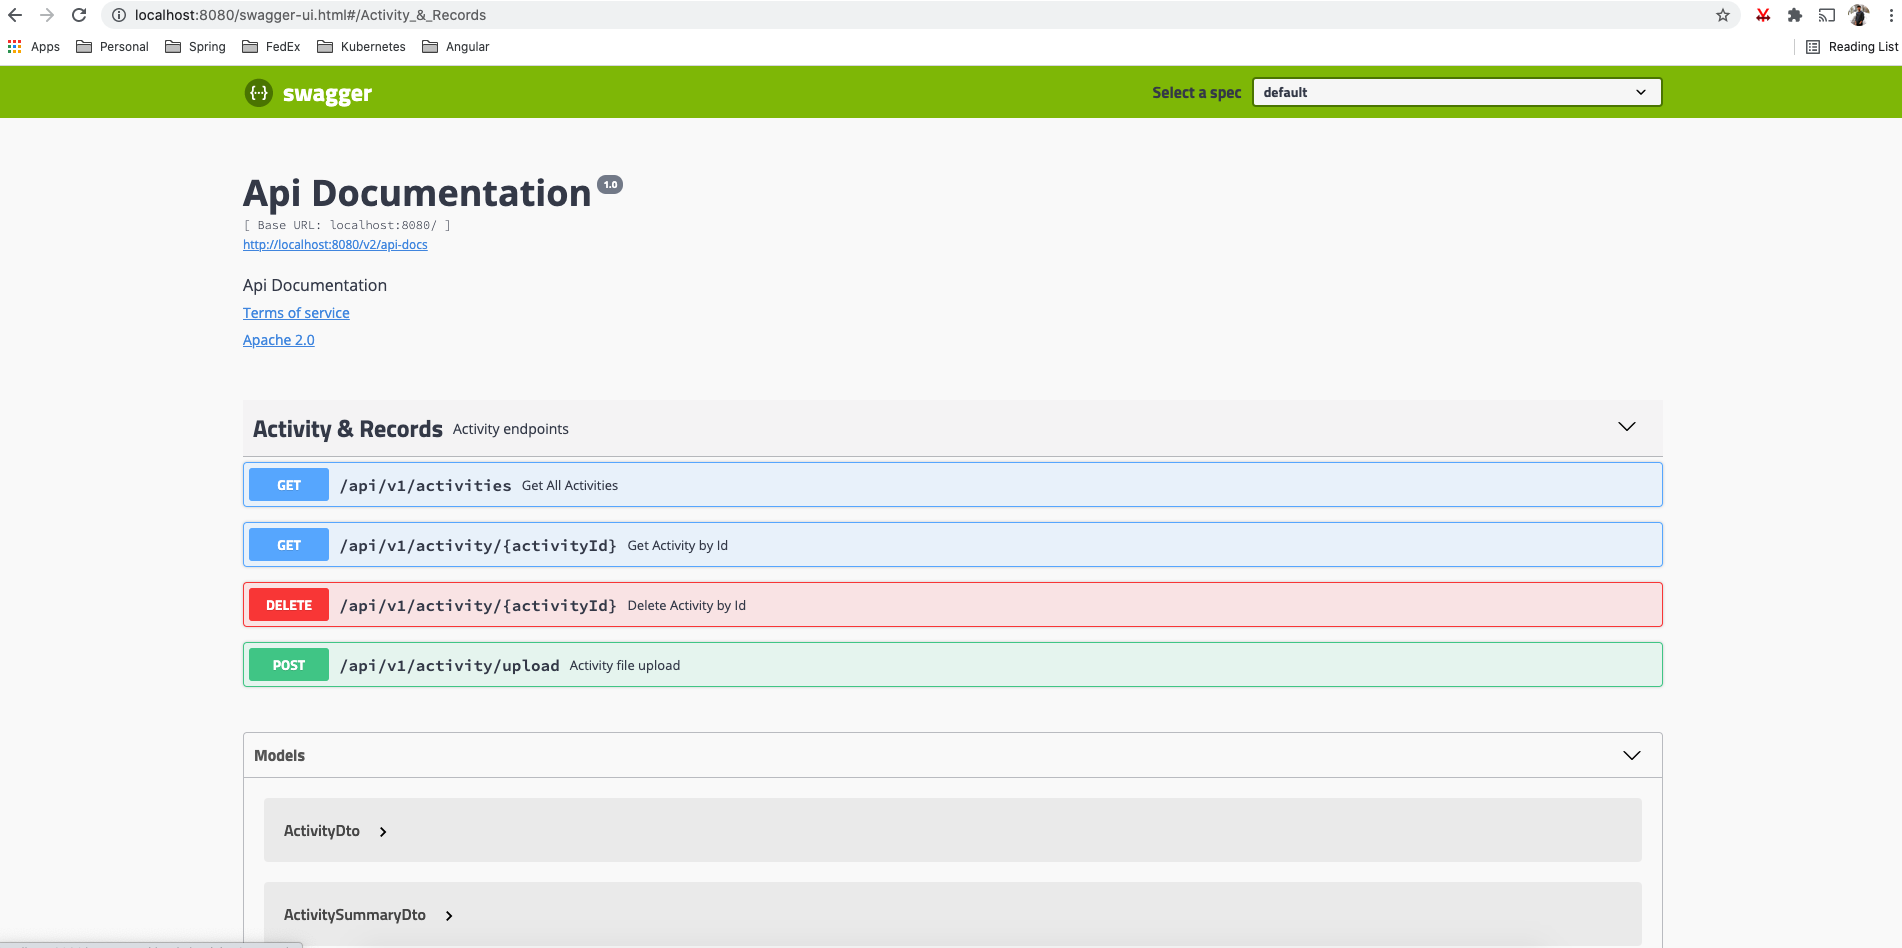 localhost:8080/swagger-ui.html#/Activity_&_Records
Apps Personal Spring FedEx Kubernetes Angular Reading List
{···} swagger Select a spec default
Api Documentation 1.0
[ Base URL: localhost:8080/ ]
http://localhost:8080/v2/api-docs
Api Documentation
Terms of service
Apache 2.0
Activity & Records Activity endpoints
GET /api/v1/activities Get All Activities
GET /api/v1/activity/{activityId} Get Activity by Id
DELETE /api/v1/activity/{activityId} Delete Activity by Id
POST /api/v1/activity/upload Activity file upload
Models
ActivityDto
ActivitySummaryDto